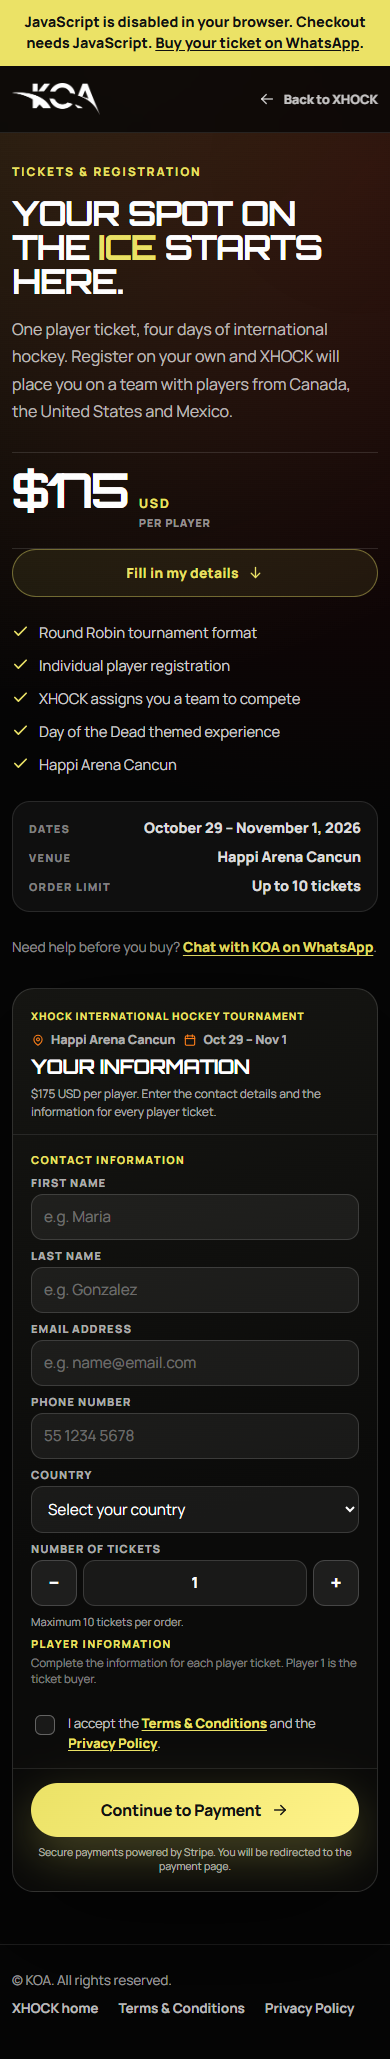 JavaScript is disabled in your browser. Checkout
needs JavaScript. Buy your ticket on WhatsApp.
KOA
← Back to XHOCK
TICKETS & REGISTRATION
YOUR SPOT ON
THE ICE STARTS
HERE.
One player ticket, four days of international
hockey. Register on your own and XHOCK will
place you on a team with players from Canada,
the United States and Mexico.
$175 USD
PER PLAYER
Fill in my details ↓
Round Robin tournament format
Individual player registration
XHOCK assigns you a team to compete
Day of the Dead themed experience
Happi Arena Cancun
DATES October 29 – November 1, 2026
VENUE Happi Arena Cancun
ORDER LIMIT Up to 10 tickets
Need help before you buy? Chat with KOA on WhatsApp.
XHOCK INTERNATIONAL HOCKEY TOURNAMENT
Happi Arena Cancun Oct 29 – Nov 1
YOUR INFORMATION
$175 USD per player. Enter the contact details and the
information for every player ticket.
CONTACT INFORMATION
FIRST NAME
e.g. Maria
LAST NAME
e.g. Gonzalez
EMAIL ADDRESS
e.g. name@email.com
PHONE NUMBER
55 1234 5678
COUNTRY
Select your country
NUMBER OF TICKETS
− 1 +
Maximum 10 tickets per order.
PLAYER INFORMATION
Complete the information for each player ticket. Player 1 is the
ticket buyer.
I accept the Terms & Conditions and the
Privacy Policy.
Continue to Payment →
Secure payments powered by Stripe. You will be redirected to the
payment page.
© KOA. All rights reserved.
XHOCK home Terms & Conditions Privacy Policy